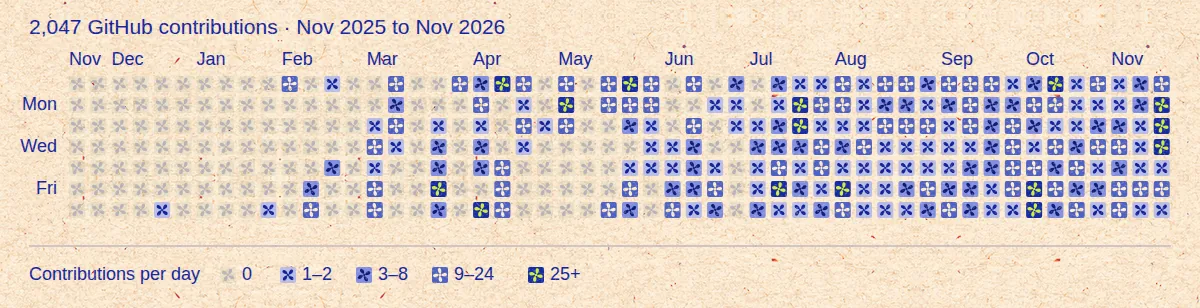 2,047 GitHub contributions · Nov 2025 to Nov 2026
Nov Dec Jan Feb Mar Apr May Jun Jul Aug Sep Oct Nov
Mon
Wed
Fri
Contributions per day 0 1–2 3–8 9–24 25+